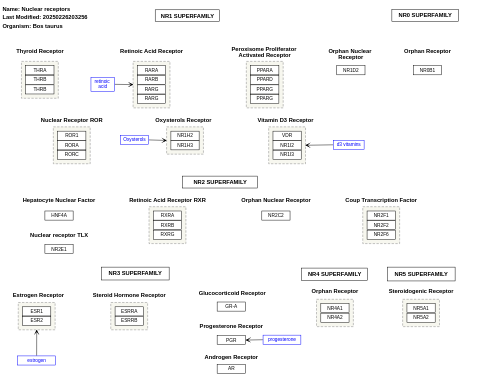 Name: Nuclear receptors
Last Modified: 20250226203256
Organism: Bos taurus
NR1 SUPERFAMILY
NR0 SUPERFAMILY
Thyroid Receptor
THRA
THRB
THRB
Retinoic Acid Receptor
retinoic
acid
RARA
RARB
RARG
RARG
Peroxisome Proliferator
Activated Receptor
PPARA
PPARD
PPARG
PPARG
Orphan Nuclear
Receptor
NR1D2
Orphan Receptor
NR0B1
Nuclear Receptor ROR
ROR1
RORA
RORC
Oxysterols Receptor
Oxysterols
NR1H2
NR1H3
Vitamin D3 Receptor
VDR
NR1I2
NR1I3
d3 vitamins
NR2 SUPERFAMILY
Hepatocyte Nuclear Factor
HNF4A
Nuclear receptor TLX
NR2E1
Retinoic Acid Receptor RXR
RXRA
RXRB
RXRG
Orphan Nuclear Receptor
NR2C2
Coup Transcription Factor
NR2F1
NR2F2
NR2F6
NR3 SUPERFAMILY
NR4 SUPERFAMILY
NR5 SUPERFAMILY
Estrogen Receptor
ESR1
ESR2
estrogen
Steroid Hormone Receptor
ESRRA
ESRRB
Glucocorticoid Receptor
GR-A
Progesterone Receptor
PGR
progesterone
Androgen Receptor
AR
Orphan Receptor
NR4A1
NR4A2
Steroidogenic Receptor
NR5A1
NR5A2